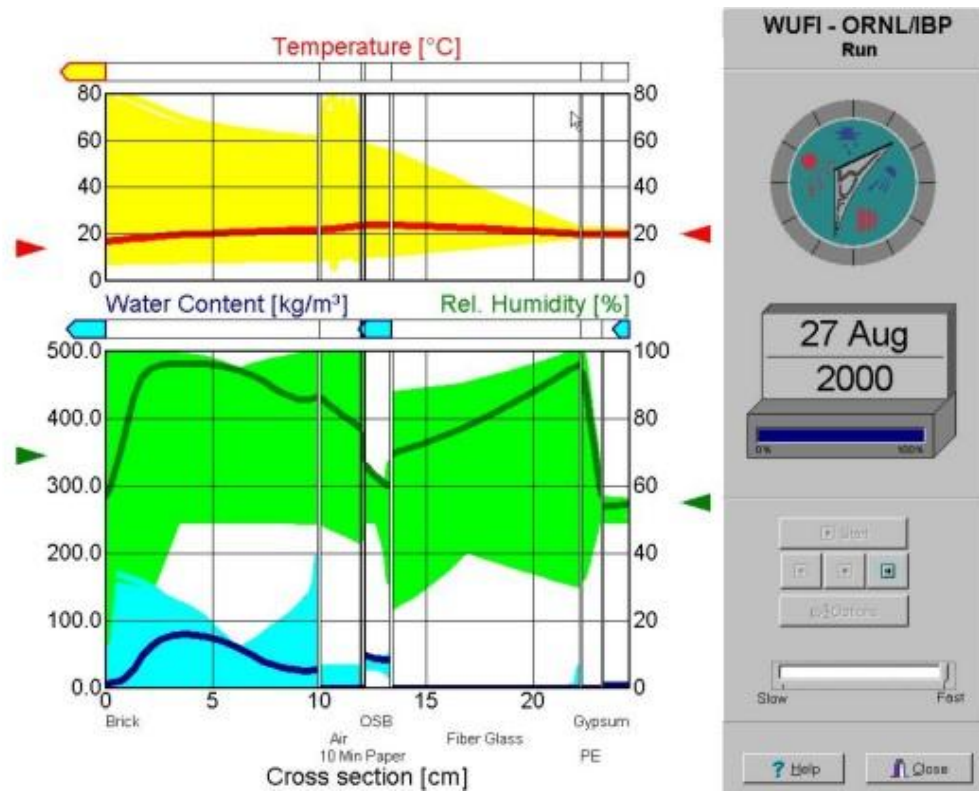 WUFI - ORNL/IBP
Run
Temperature [°C]
80 80
60 60
40 40
20 20
0 0
Water Content [kg/m³] Rel. Humidity [%]
500.0 100
400.0 80
300.0 60
200.0 40
100.0 20
0.0 0
0 5 10 15 20
Brick OSB Gypsum
Air Fiber Glass
10 Min Paper PE
Cross section [cm]
27 Aug
2000
0% 100%
Start
Options
Slow Fast
? Help Close